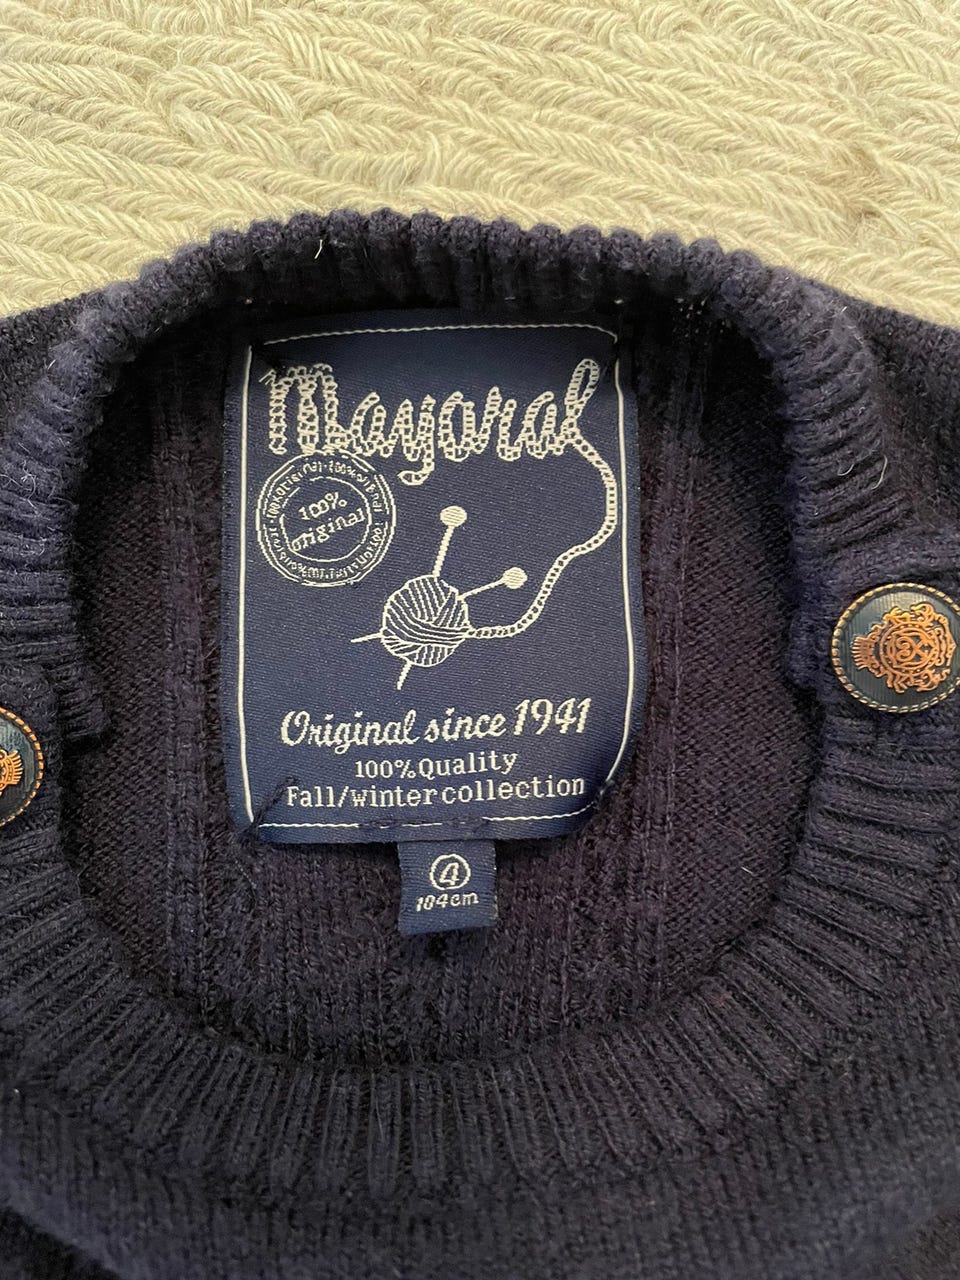 Mayoral
100%
original
Original since 1941
100%Quality
Fall/winter collection
4
104cm